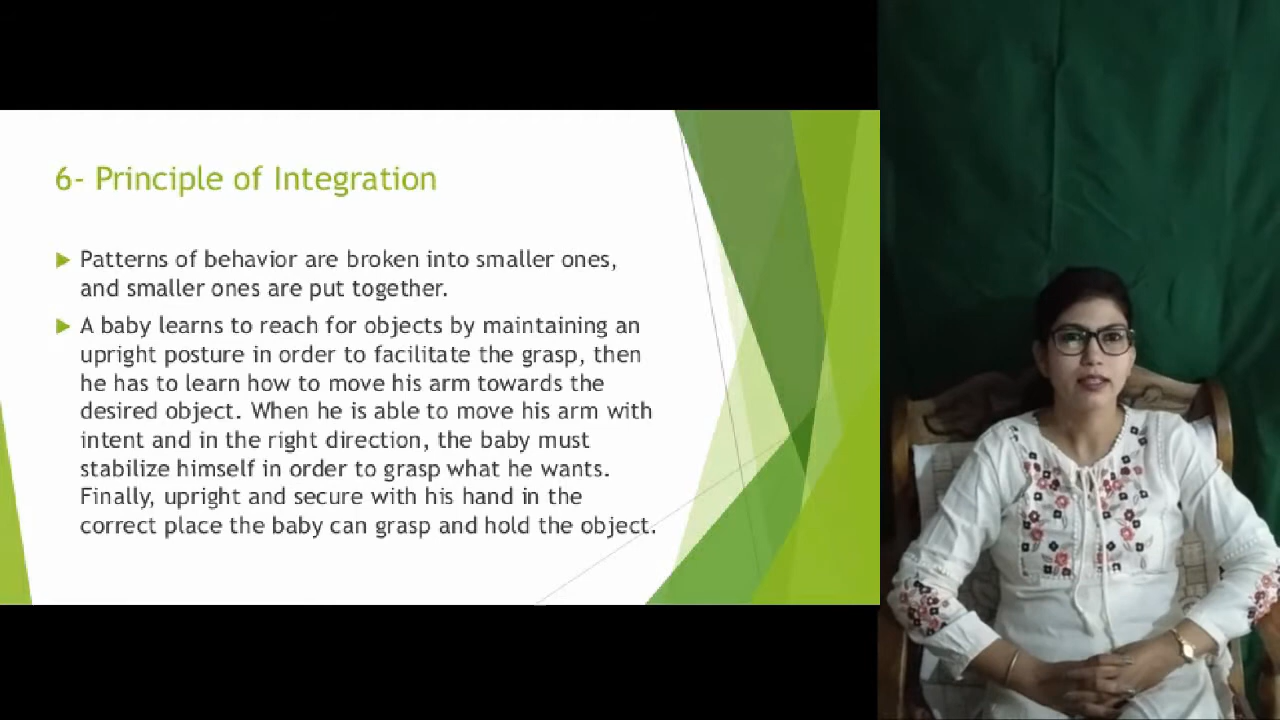 6- Principle of Integration
Patterns of behavior are broken into smaller ones,
and smaller ones are put together.
A baby learns to reach for objects by maintaining an
upright posture in order to facilitate the grasp, then
he has to learn how to move his arm towards the
desired object. When he is able to move his arm with
intent and in the right direction, the baby must
stabilize himself in order to grasp what he wants.
Finally, upright and secure with his hand in the
correct place the baby can grasp and hold the object.